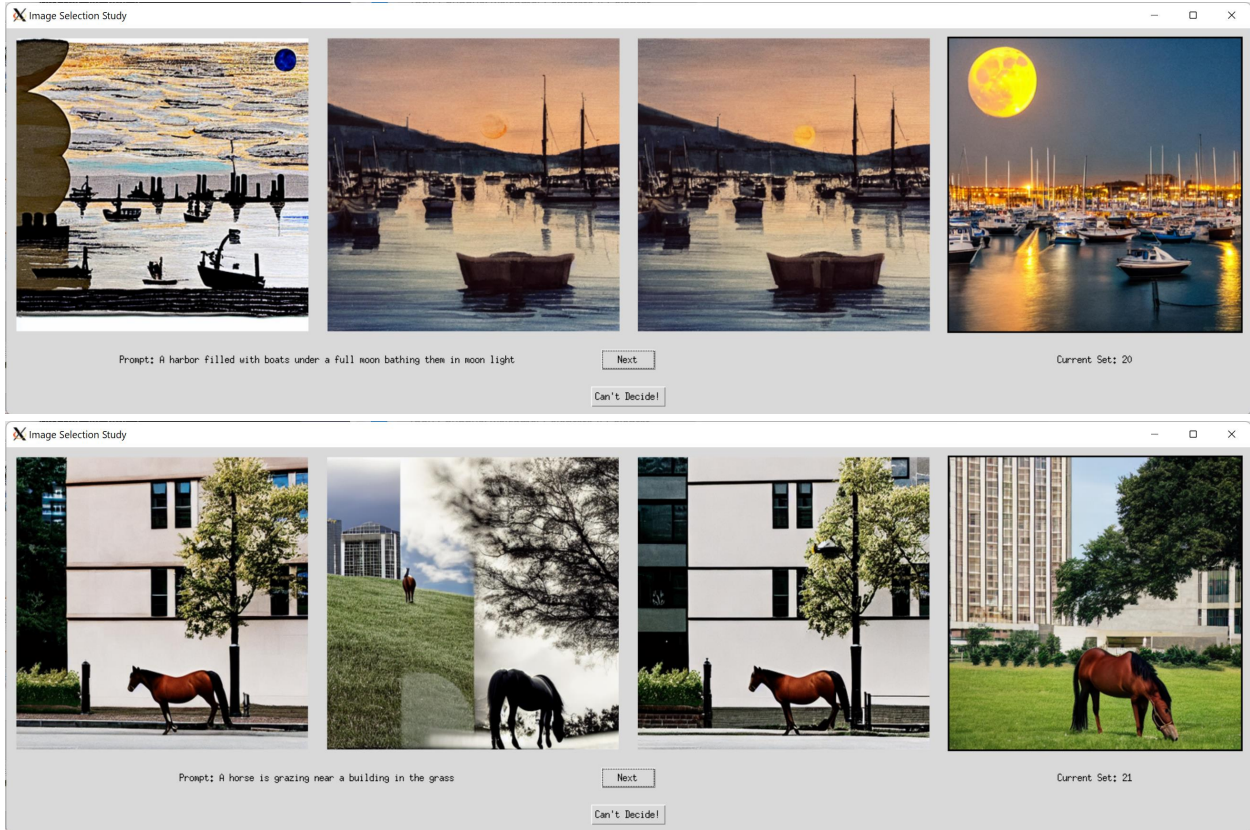 Image Selection Study
Prompt: A harbor filled with boats under a full moon bathing them in moon light
Next
Current Set: 20
Can't Decide!
Image Selection Study
Prompt: A horse is grazing near a building in the grass
Next
Current Set: 21
Can't Decide!